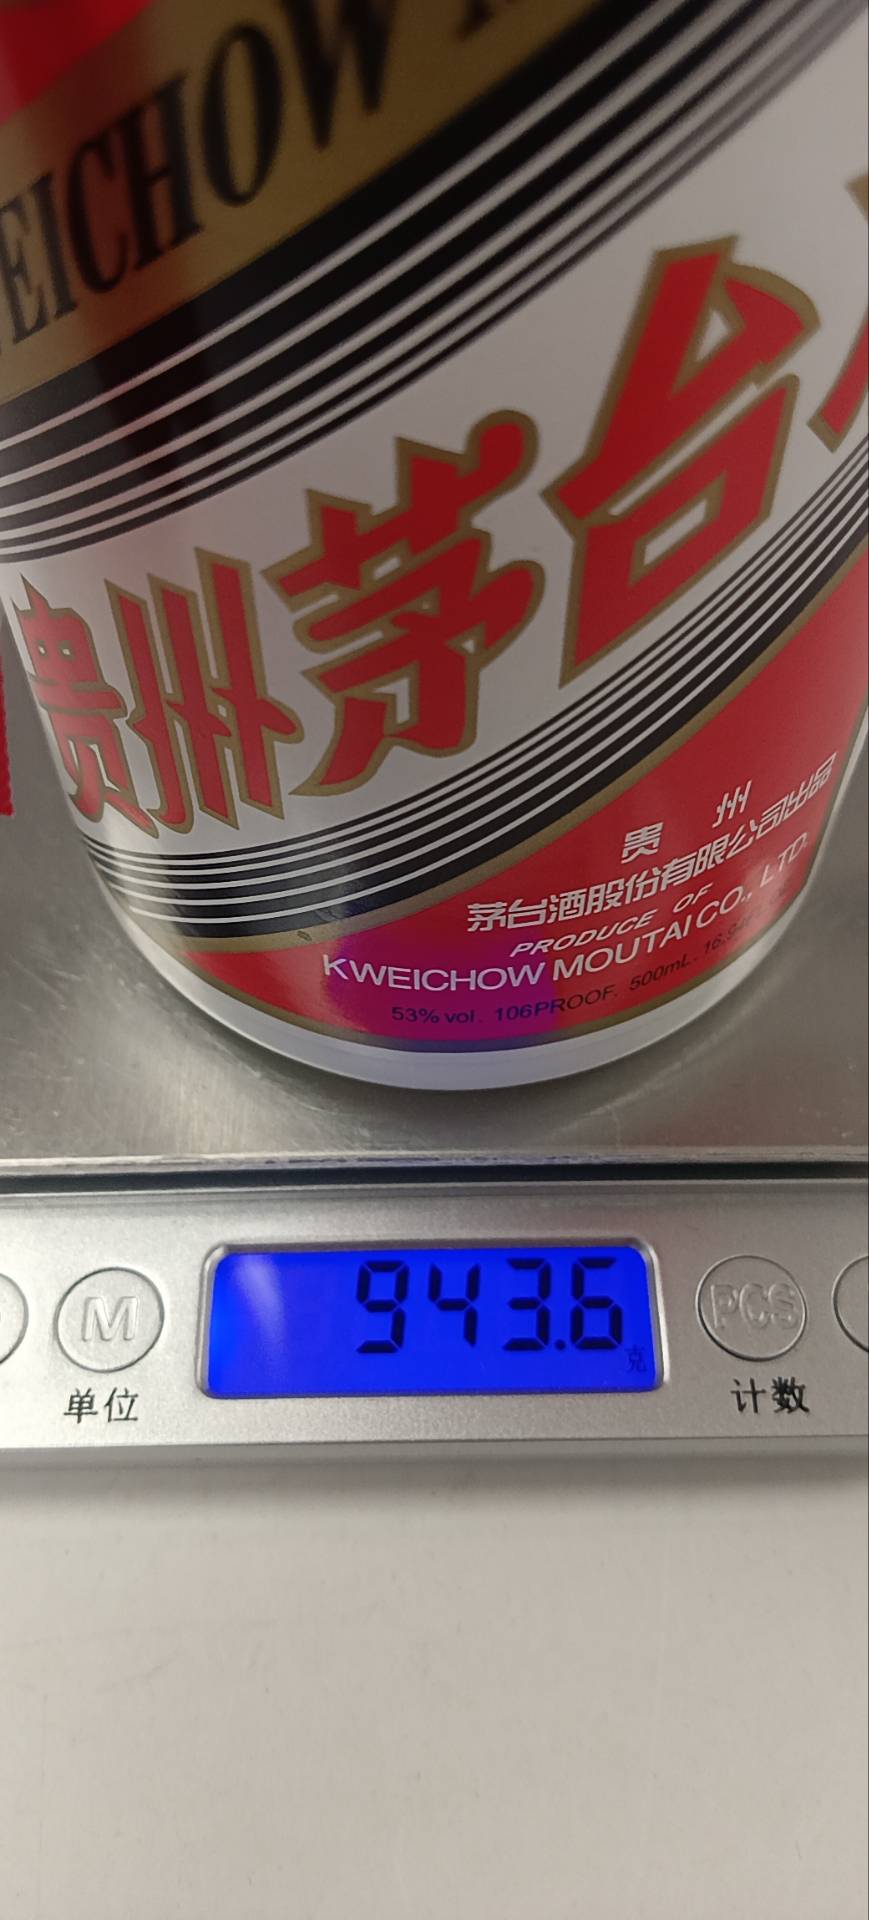 EICHOW
贵州茅台
贵州
茅台酒股份有限公司出品
PRODUCE OF
KWEICHOW MOUTAI CO., LTD.
53% vol. 106PROOF. 500mL.
943.6
克
M
PCS
单位
计数